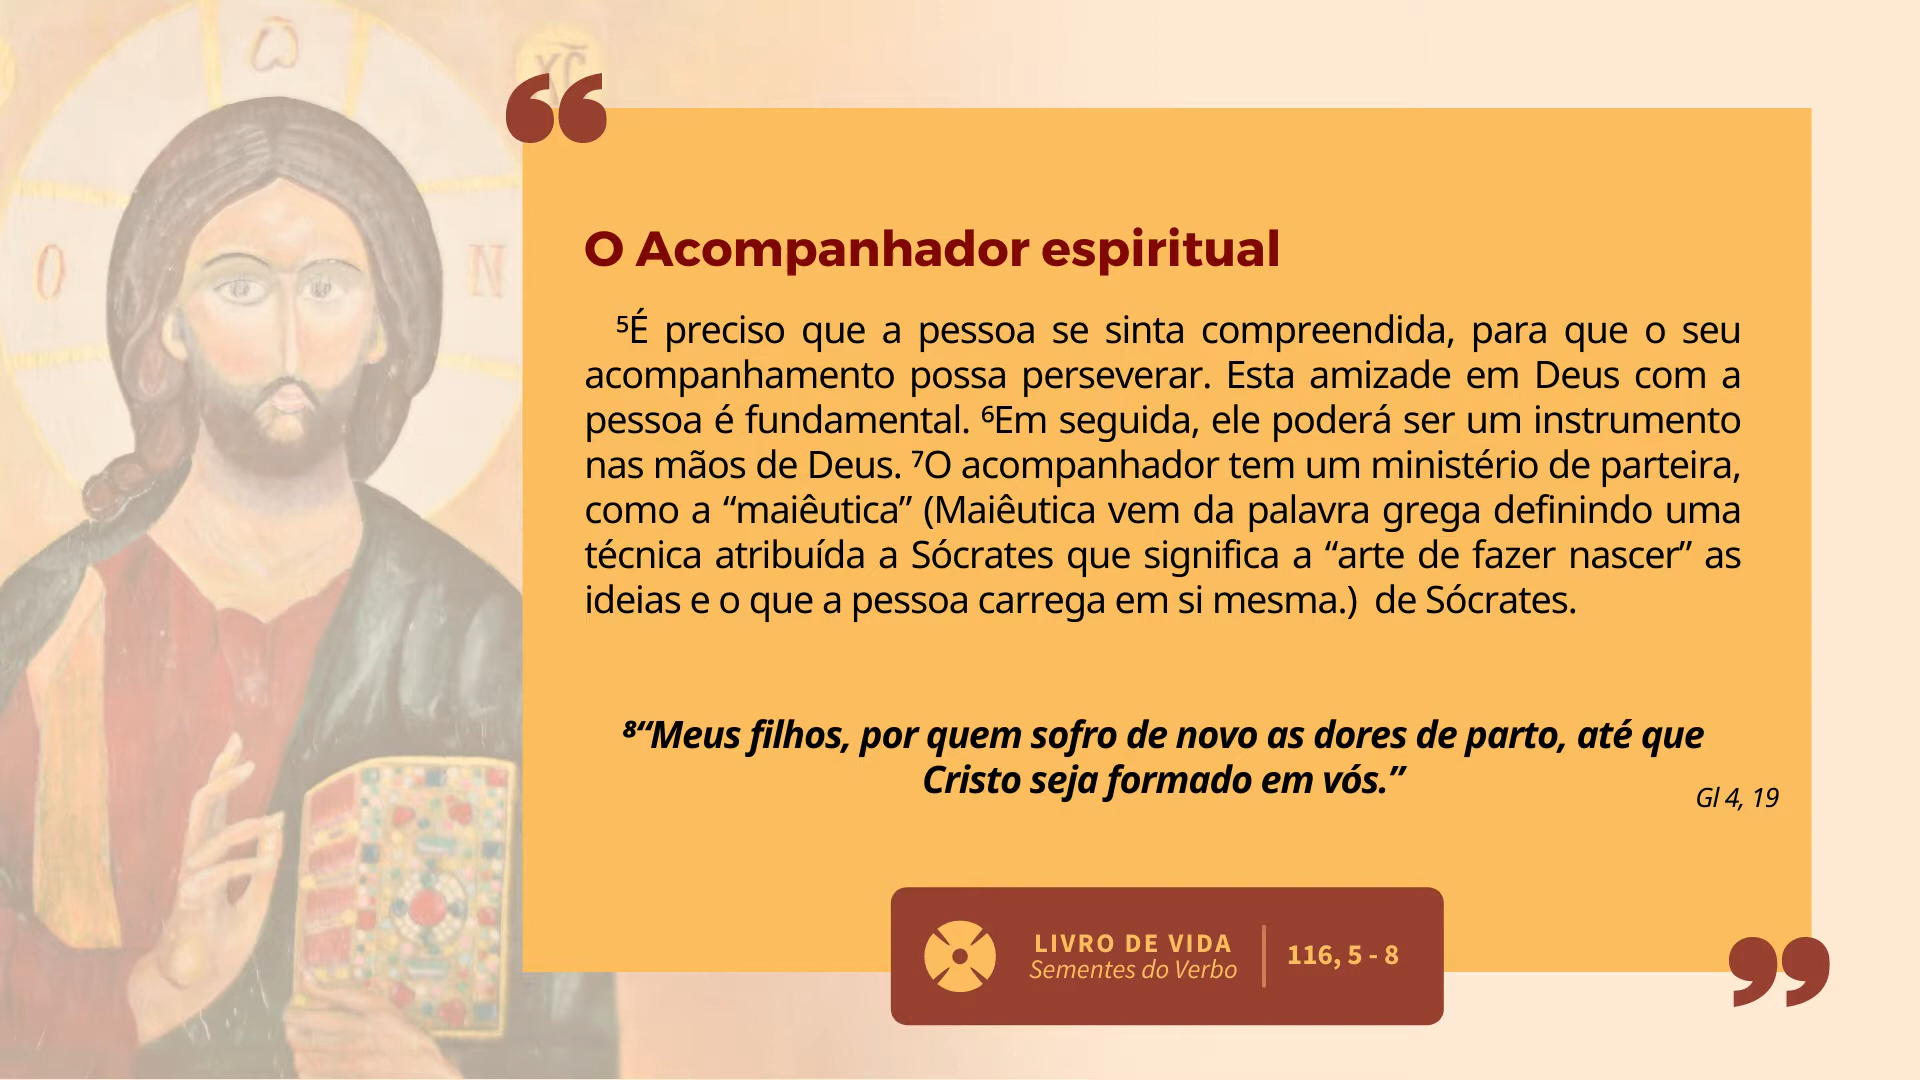 ω
O
N
XC
“
O Acompanhador espiritual
⁵É preciso que a pessoa se sinta compreendida, para que o seu
acompanhamento possa perseverar. Esta amizade em Deus com a
pessoa é fundamental. ⁶Em seguida, ele poderá ser um instrumento
nas mãos de Deus. ⁷O acompanhador tem um ministério de parteira,
como a “maiêutica” (Maiêutica vem da palavra grega definindo uma
técnica atribuída a Sócrates que significa a “arte de fazer nascer” as
ideias e o que a pessoa carrega em si mesma.)  de Sócrates.
⁸“Meus filhos, por quem sofro de novo as dores de parto, até que
Cristo seja formado em vós.”
Gl 4, 19
LIVRO DE VIDA
Sementes do Verbo
116, 5 - 8
”